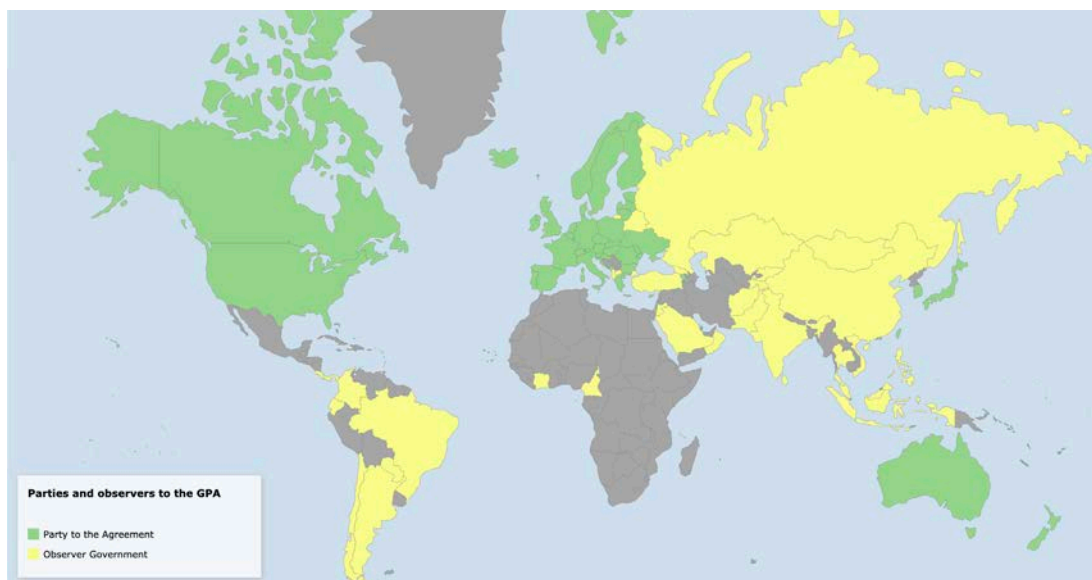 Parties and observers to the GPA
Party to the Agreement
Observer Government